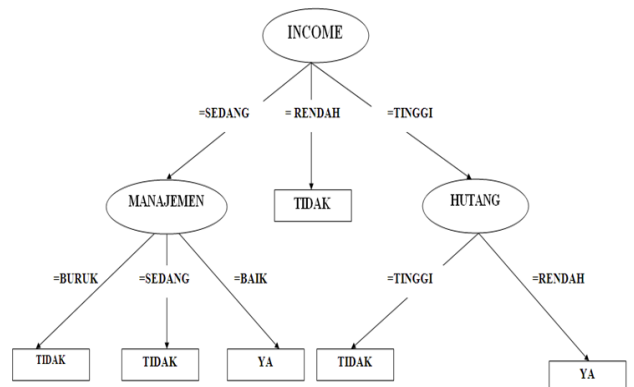 INCOME
=SEDANG
= RENDAH
=TINGGI
MANAJEMEN
TIDAK
HUTANG
=BURUK
=SEDANG
=BAIK
=TINGGI
=RENDAH
TIDAK
TIDAK
YA
TIDAK
YA